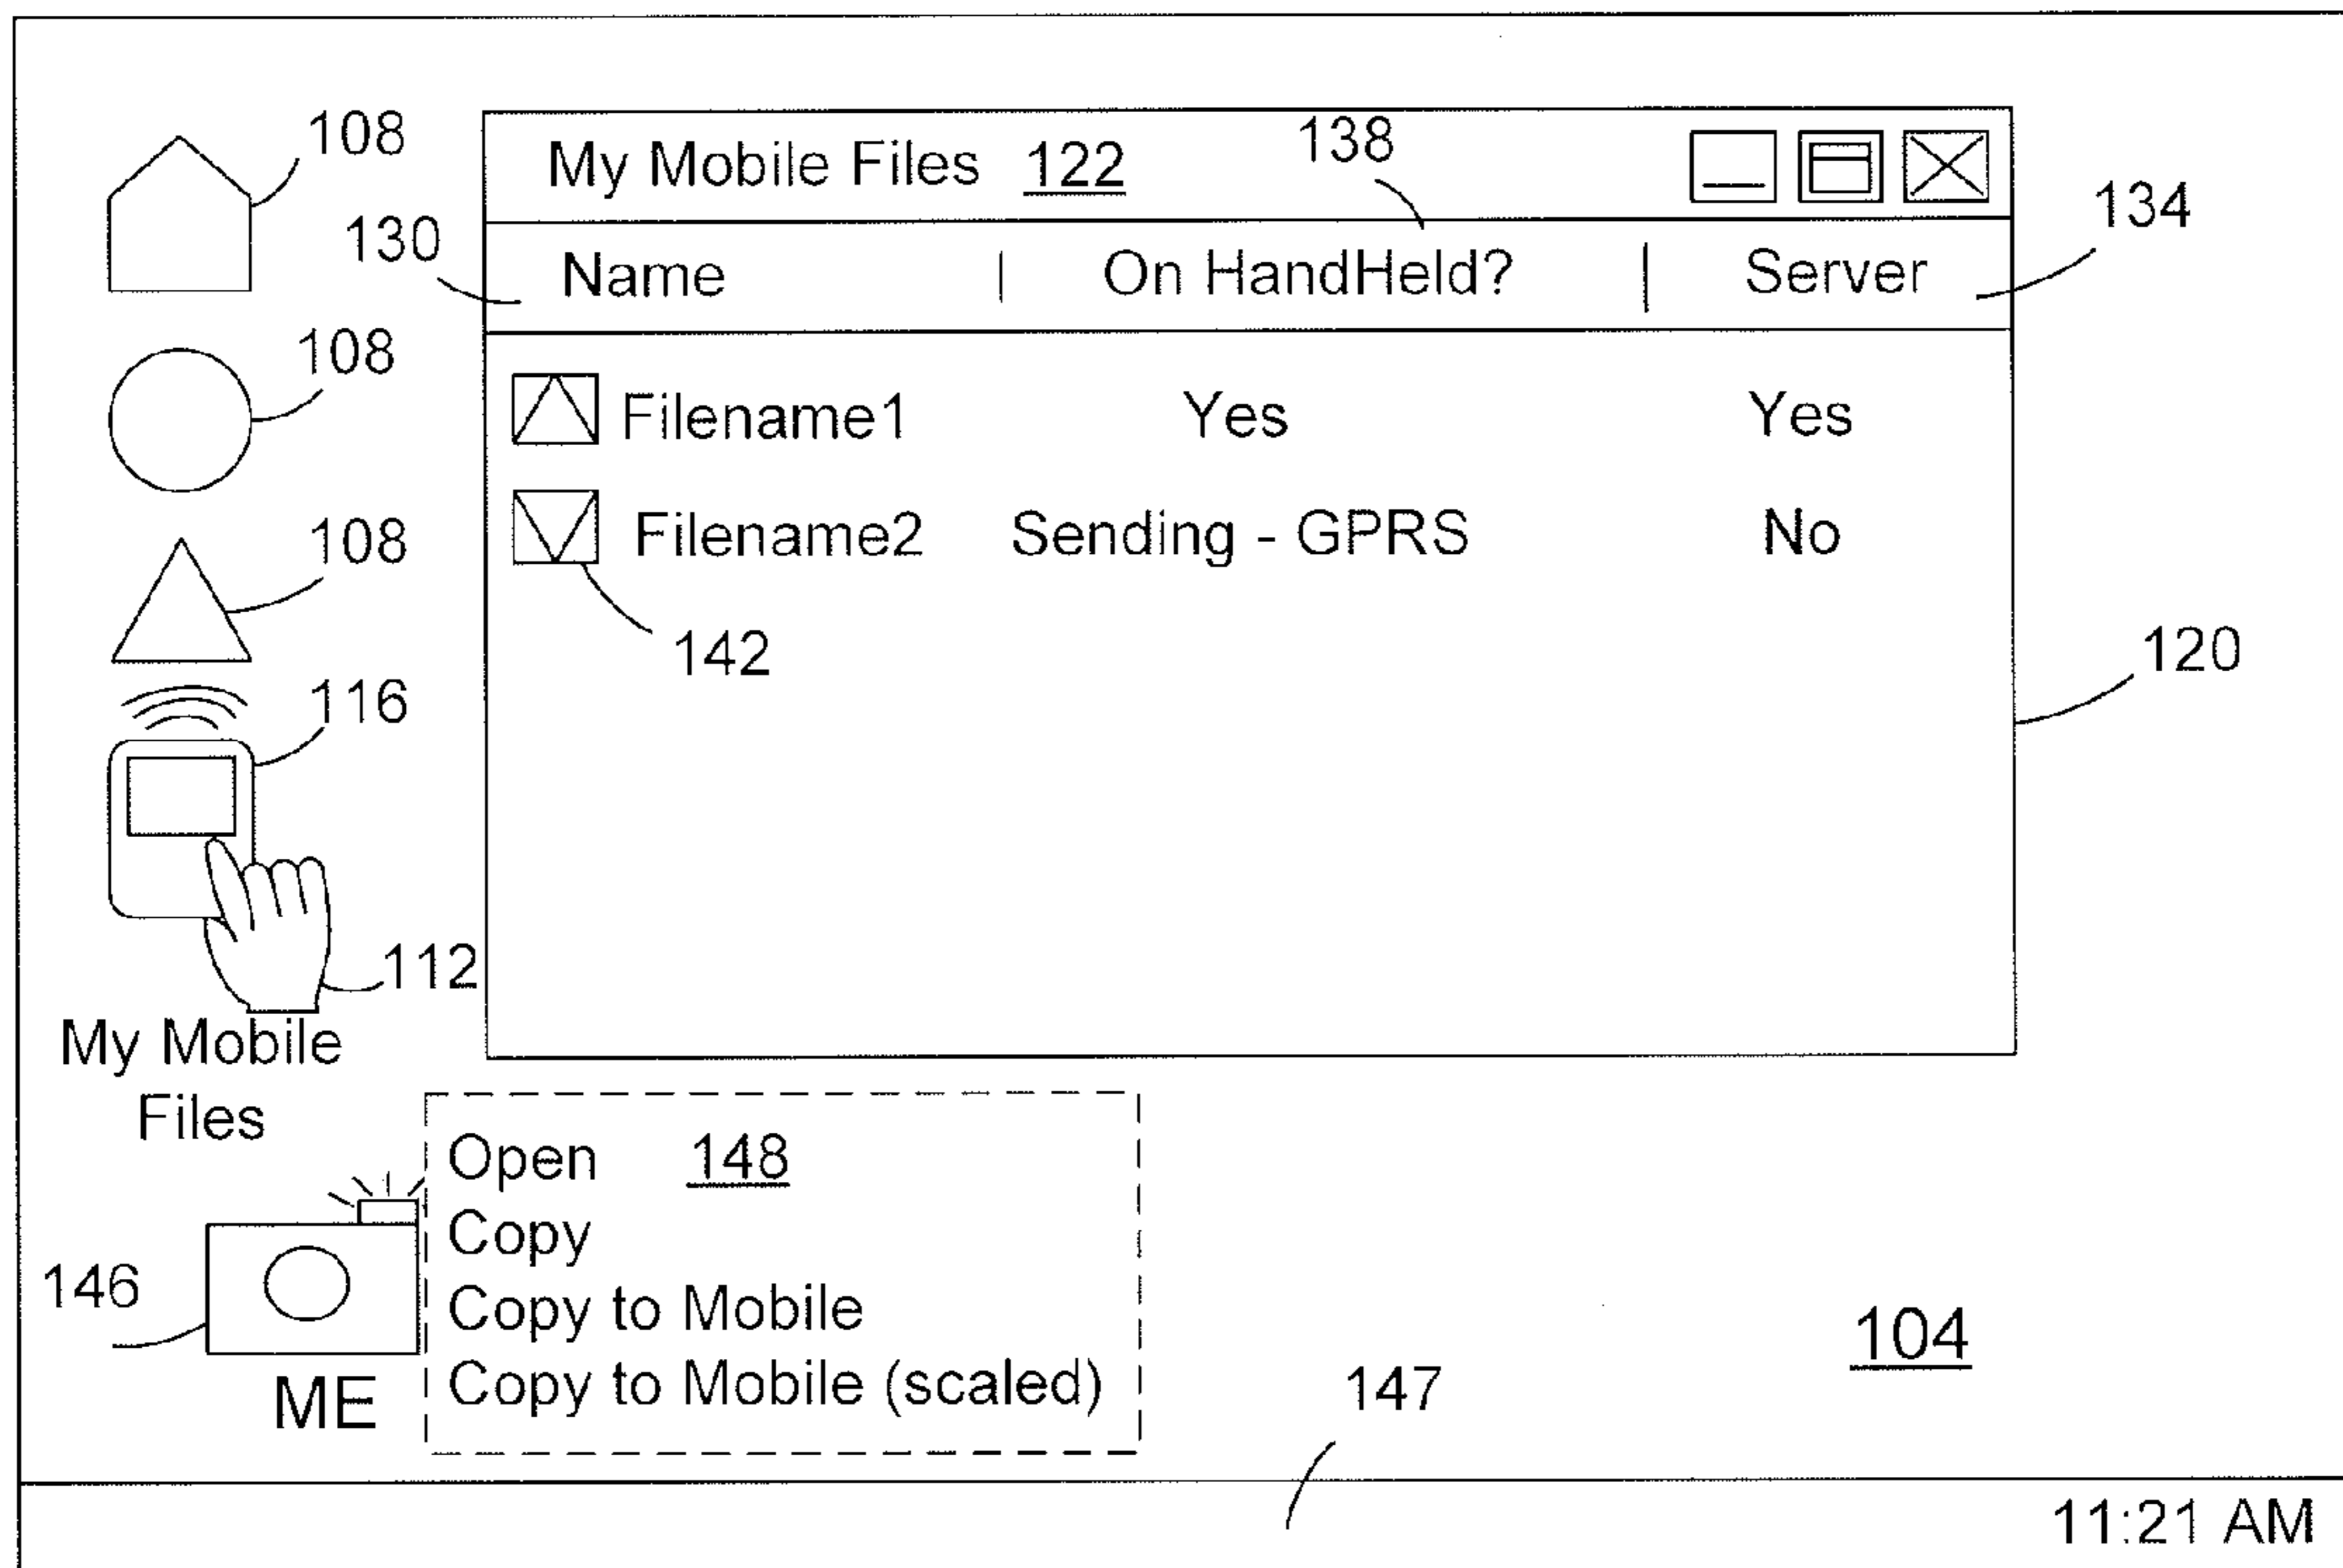 108
My Mobile Files 122
138
134
130
Name | On HandHeld? | Server
108
Filename1 Yes Yes
108
Filename2 Sending - GPRS No
142
120
116
112
My Mobile
Files
Open 148
Copy
146
Copy to Mobile
104
ME
Copy to Mobile (scaled)
147
11:21 AM